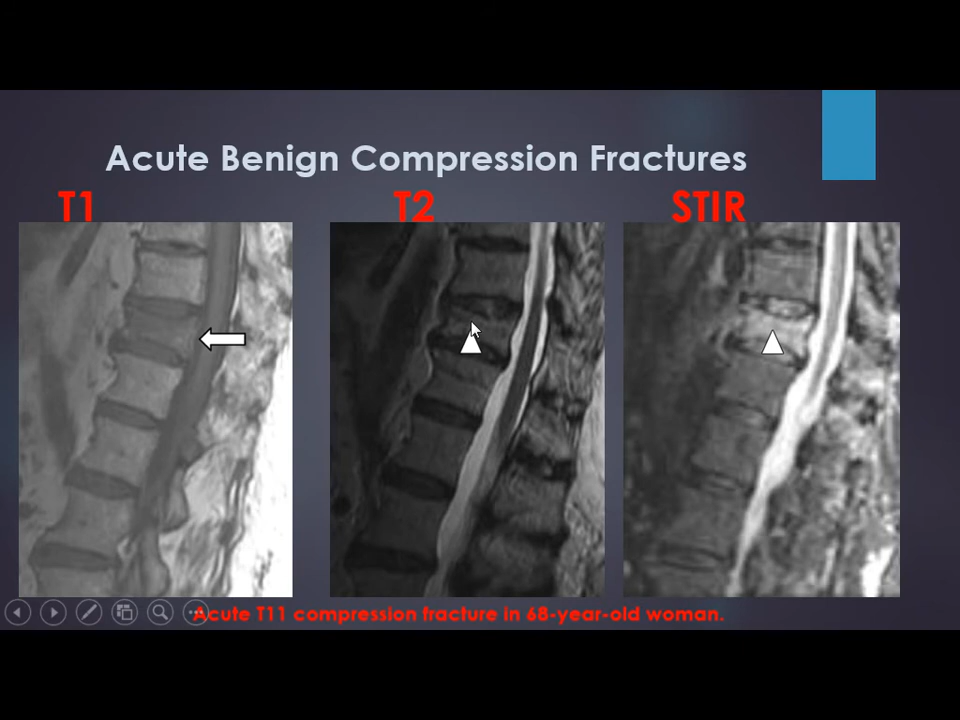 Acute Benign Compression Fractures
T1 T2 STIR
Acute T11 compression fracture in 68-year-old woman.